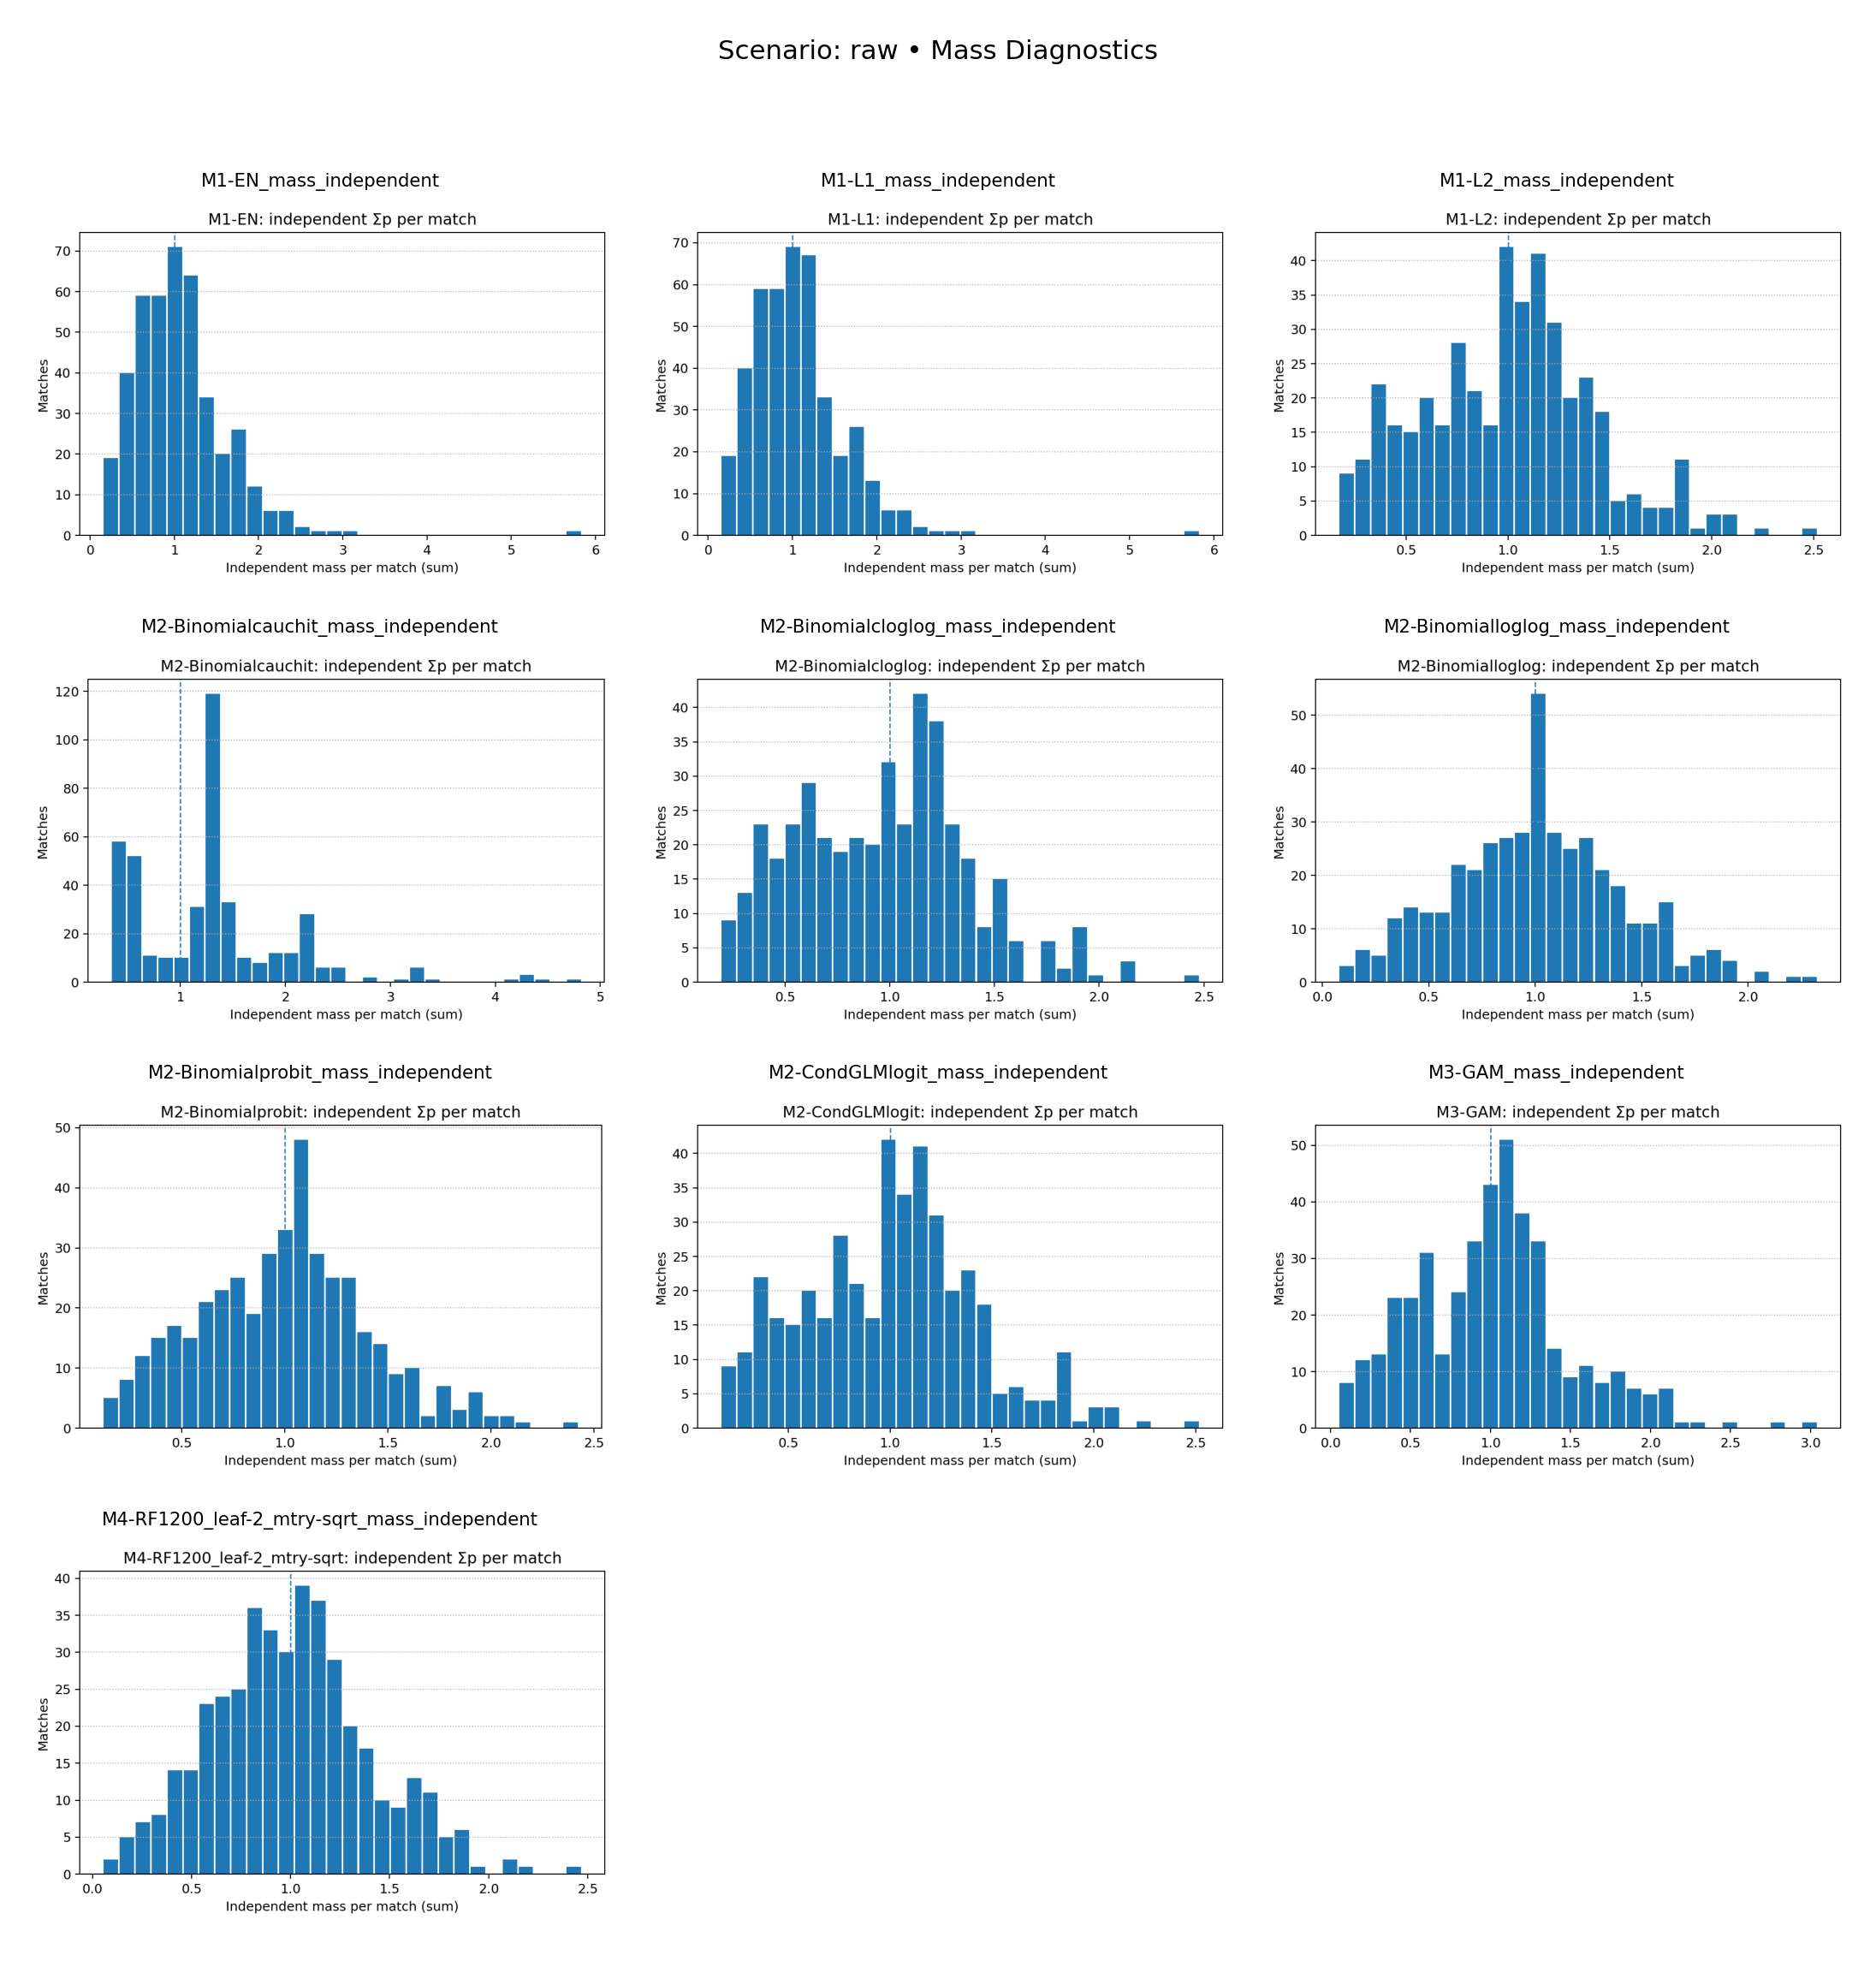 Scenario: raw • Mass Diagnostics
M1-EN_mass_independent
M1-EN: independent Σp per match
70
60
50
40
30
20
10
0
Matches
0 1 2 3 4 5 6
Independent mass per match (sum)
M1-L1_mass_independent
M1-L1: independent Σp per match
70
60
50
40
30
20
10
0
Matches
0 1 2 3 4 5 6
Independent mass per match (sum)
M1-L2_mass_independent
M1-L2: independent Σp per match
40
35
30
25
20
15
10
5
0
Matches
0.5 1.0 1.5 2.0 2.5
Independent mass per match (sum)
M2-Binomialcauchit_mass_independent
M2-Binomialcauchit: independent Σp per match
120
100
80
60
40
20
0
Matches
1 2 3 4 5
Independent mass per match (sum)
M2-Binomialcloglog_mass_independent
M2-Binomialcloglog: independent Σp per match
40
35
30
25
20
15
10
5
0
Matches
0.5 1.0 1.5 2.0 2.5
Independent mass per match (sum)
M2-Binomialloglog_mass_independent
M2-Binomialloglog: independent Σp per match
50
40
30
20
10
0
Matches
0.0 0.5 1.0 1.5 2.0
Independent mass per match (sum)
M2-Binomialprobit_mass_independent
M2-Binomialprobit: independent Σp per match
50
40
30
20
10
0
Matches
0.5 1.0 1.5 2.0 2.5
Independent mass per match (sum)
M2-CondGLMlogit_mass_independent
M2-CondGLMlogit: independent Σp per match
40
35
30
25
20
15
10
5
0
Matches
0.5 1.0 1.5 2.0 2.5
Independent mass per match (sum)
M3-GAM_mass_independent
M3-GAM: independent Σp per match
50
40
30
20
10
0
Matches
0.0 0.5 1.0 1.5 2.0 2.5 3.0
Independent mass per match (sum)
M4-RF1200_leaf-2_mtry-sqrt_mass_independent
M4-RF1200_leaf-2_mtry-sqrt: independent Σp per match
40
35
30
25
20
15
10
5
0
Matches
0.0 0.5 1.0 1.5 2.0 2.5
Independent mass per match (sum)